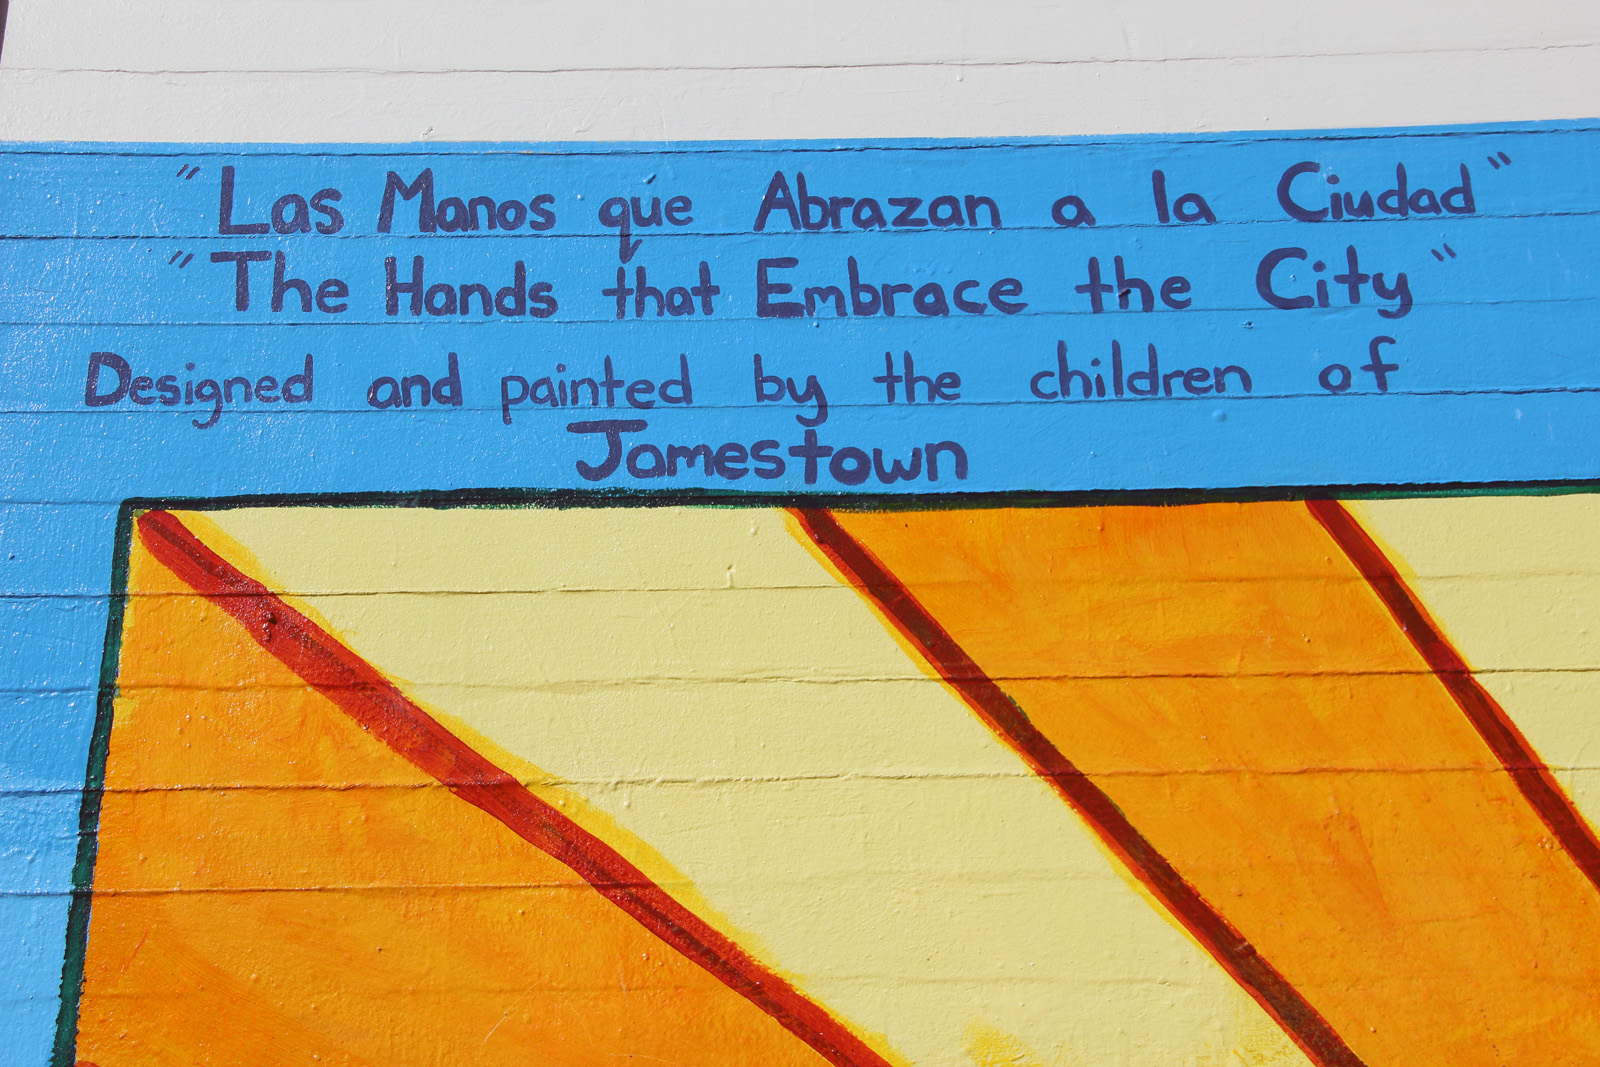 "Las Manos que Abrazan a la Ciudad"
"The Hands that Embrace the City"
Designed and painted by the children of
Jamestown